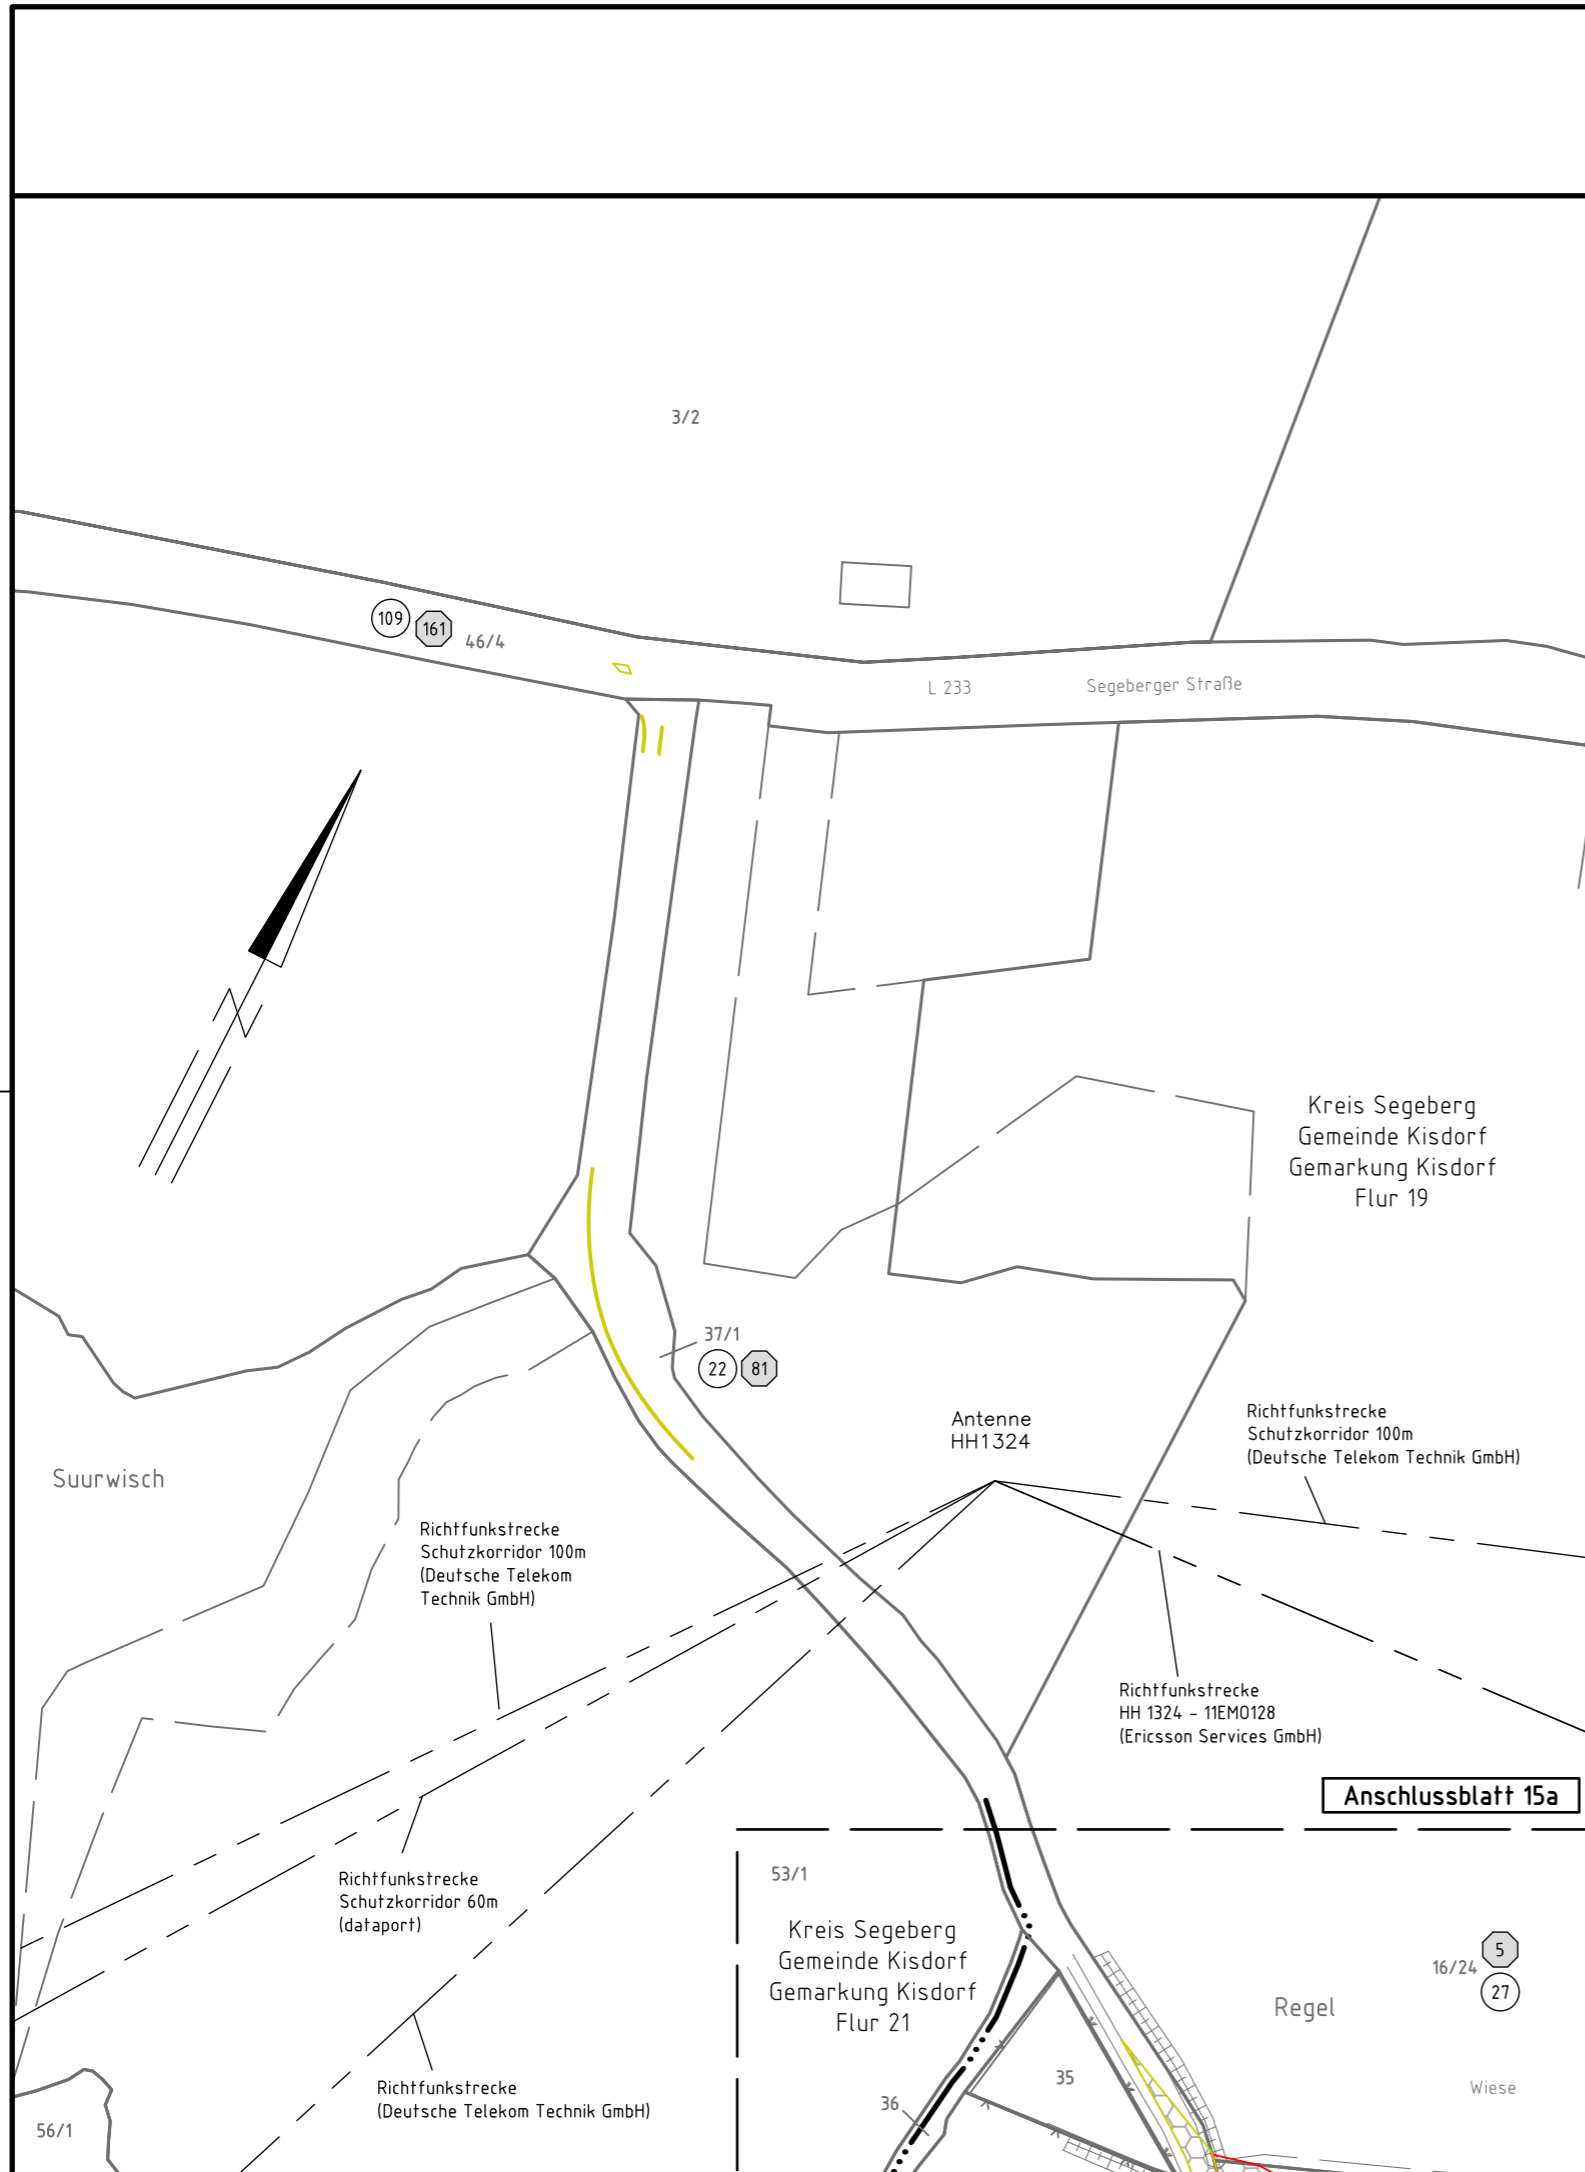 3/2
109
161
46/4
L 233
Segeberger Straße
N
Kreis Segeberg
Gemeinde Kisdorf
Gemarkung Kisdorf
Flur 19
37/1
22
81
Antenne
HH1324
Richtfunkstrecke
Schutzkorridor 100m
(Deutsche Telekom Technik GmbH)
Suurwisch
Richtfunkstrecke
Schutzkorridor 100m
(Deutsche Telekom
Technik GmbH)
Richtfunkstrecke
HH 1324 - 11EM0128
(Ericsson Services GmbH)
Anschlussblatt 15a
53/1
Richtfunkstrecke
Schutzkorridor 60m
(dataport)
Kreis Segeberg
Gemeinde Kisdorf
Gemarkung Kisdorf
Flur 21
5
16/24
27
Regel
35
Wiese
Richtfunkstrecke
(Deutsche Telekom Technik GmbH)
36
56/1